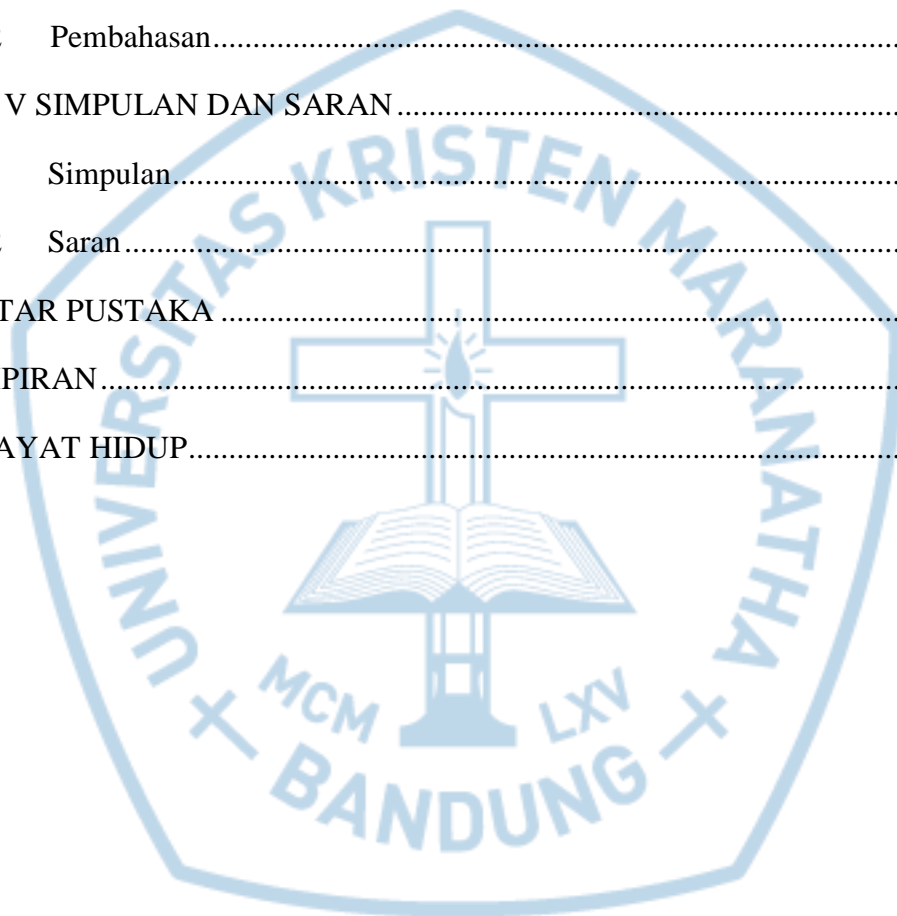 Pembahasan
V SIMPULAN DAN SARAN
Simpulan
Saran
TAR PUSTAKA
PIRAN
AYAT HIDUP
UNIVERSITAS KRISTEN MARANATHA
MCM LXV
BANDUNG